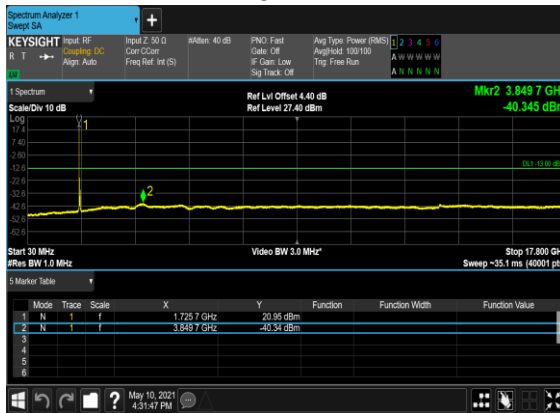 Spectrum Analyzer 1
Swept SA
KEYSIGHT Input: RF Input Z: 50 Ω #Atten: 40 dB PNO: Fast Avg Type: Power (RMS) 1 2 3 4 5 6
R T Coupling: DC Corr CCorr Gate: Off Avg|Hold: 100/100 A W W W W W
Align: Auto Freq Ref: Int (S) IF Gain: Low Trig: Free Run
LXI Sig Track: Off A N N N N N
1 Spectrum Ref Lvl Offset 4.40 dB Mkr2 3.849 7 GH
Scale/Div 10 dB Ref Level 27.40 dBm -40.345 dB
Log
17.4 1
7.40
-2.60
-12.6 DL1 -13.00 dB
-22.6
-32.6 2
-42.6
-52.6
-62.6
Start 30 MHz Video BW 3.0 MHz* Stop 17.800 GH
#Res BW 1.0 MHz Sweep ~35.1 ms (40001 pt
5 Marker Table
Mode Trace Scale X Y Function Function Width Function Value
1 N 1 f 1.725 7 GHz 20.95 dBm
2 N 1 f 3.849 7 GHz -40.34 dBm
3
4
5
6
? May 10, 2021
4:31:47 PM